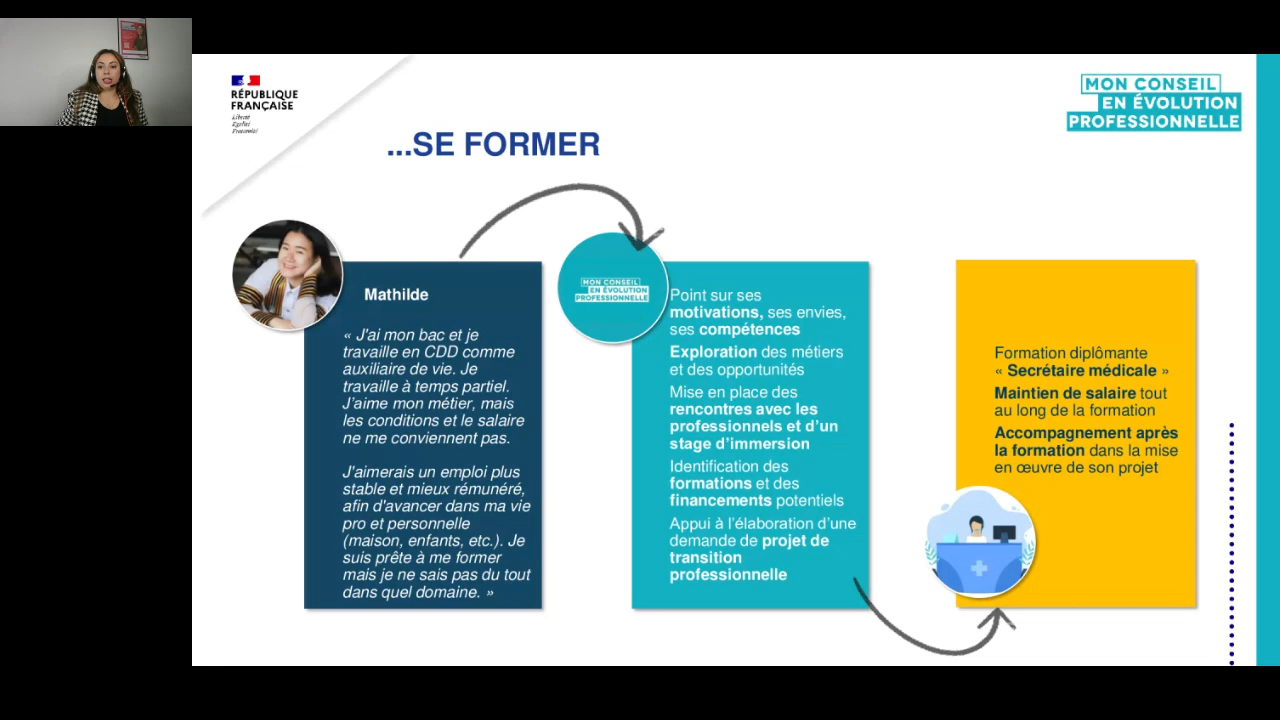 RÉPUBLIQUE
FRANÇAISE
Liberté
Égalité
Fraternité
MON CONSEIL
EN ÉVOLUTION
PROFESSIONNELLE
...SE FORMER
Mathilde
« J'ai mon bac et je
travaille en CDD comme
auxiliaire de vie. Je
travaille à temps partiel.
J'aime mon métier, mais
les conditions et le salaire
ne me conviennent pas.
J'aimerais un emploi plus
stable et mieux rémunéré,
afin d'avancer dans ma vie
pro et personnelle
(maison, enfants, etc.). Je
suis prête à me former
mais je ne sais pas du tout
dans quel domaine. »
MON CONSEIL
EN ÉVOLUTION
PROFESSIONNELLE
Point sur ses
motivations, ses envies,
ses compétences
Exploration des métiers
et des opportunités
Mise en place des
rencontres avec les
professionnels et d'un
stage d'immersion
Identification des
formations et des
financements potentiels
Appui à l'élaboration d'une
demande de projet de
transition
professionnelle
Formation diplômante
« Secrétaire médicale »
Maintien de salaire tout
au long de la formation
Accompagnement après
la formation dans la mise
en œuvre de son projet